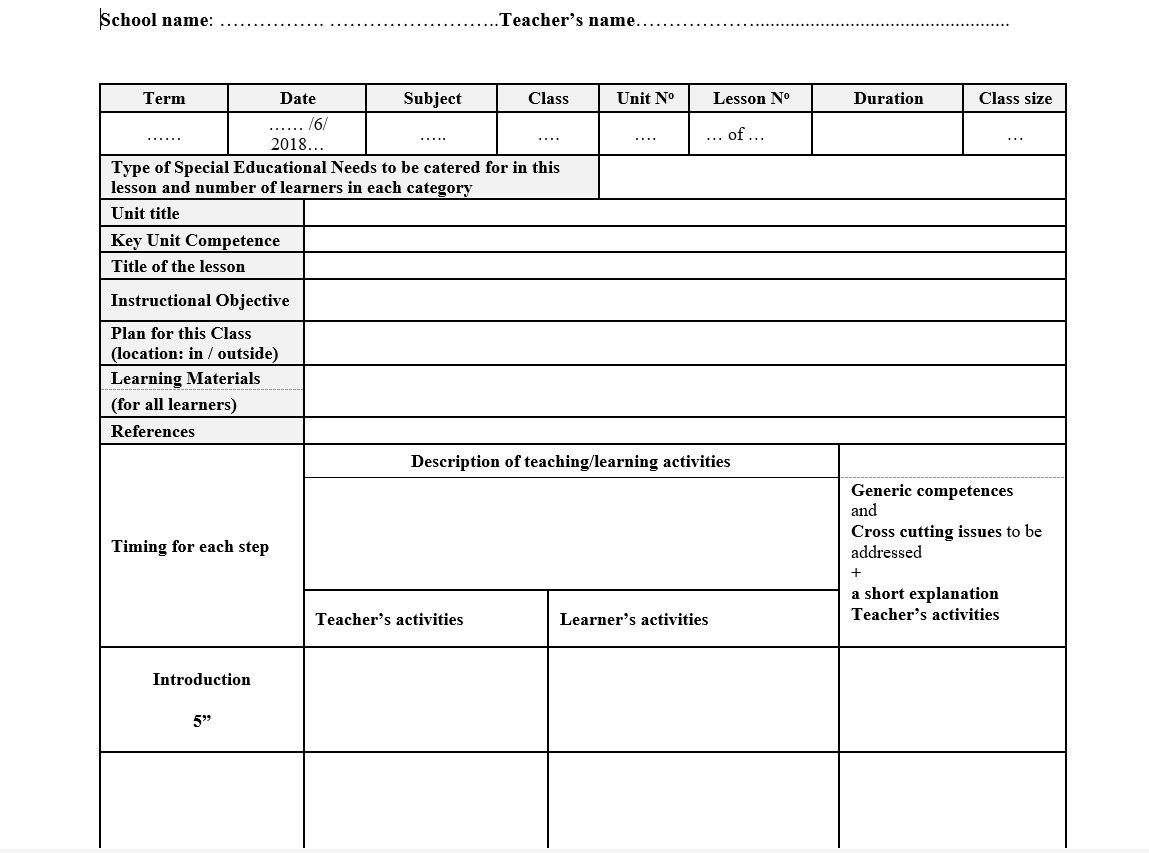 School name: ……………. ……………………..Teacher’s name………………...............................................................................
Term Date Subject Class Unit Nº Lesson Nº Duration Class size
…… …… /6/ ….. …. …. … of … …
2018…
Type of Special Educational Needs to be catered for in this
lesson and number of learners in each category
Unit title
Key Unit Competence
Title of the lesson
Instructional Objective
Plan for this Class
(location: in / outside)
Learning Materials
(for all learners)
References
Timing for each step
Description of teaching/learning activities
Teacher’s activities
Learner’s activities
Generic competences
and
Cross cutting issues to be
addressed
+
a short explanation
Teacher’s activities
Introduction
5”